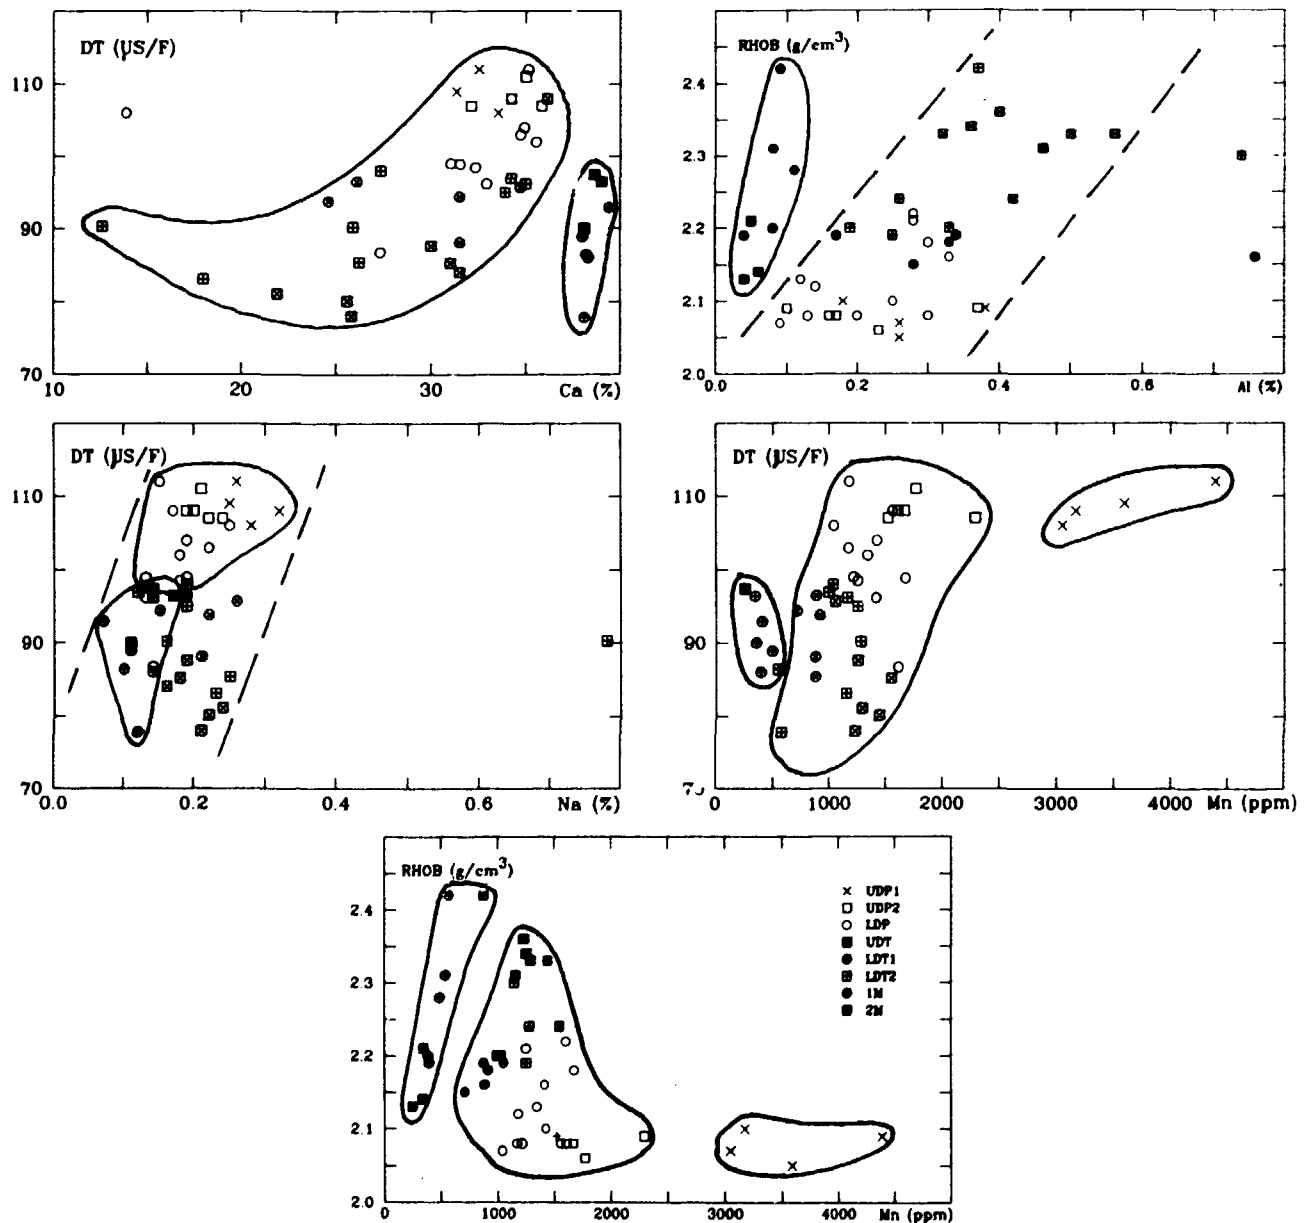 DT (μS/F)
110
90
70
10
20
30
Ca (%)
RHOB (g/cm³)
2.4
2.3
2.2
2.1
2.0
0.0
0.2
0.4
0.6
Al (%)
DT (μS/F)
110
90
70
0.0
0.2
0.4
0.6
Na (%)
DT (μS/F)
110
90
0
1000
2000
3000
4000
Mn (ppm)
RHOB (g/cm³)
2.4
2.3
2.2
2.1
2.0
0
1000
2000
3000
4000
Mn (ppm)
UDP1
UDP2
LDP
UDT
LDT1
LDT2
1M
2M